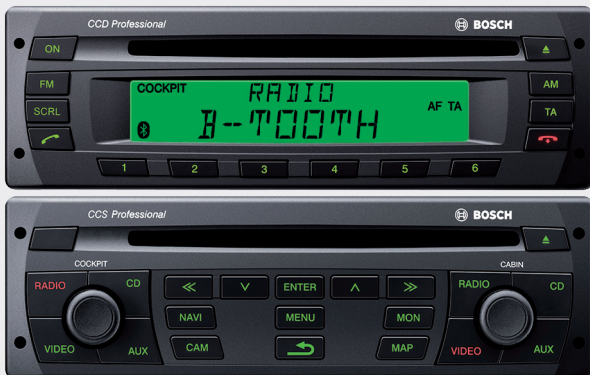 CCD Professional BOSCH
ON
FM COCKPIT RADIO AF TA AM
SCRL B--TOOTH TA
1 2 3 4 5 6
CCS Professional BOSCH
COCKPIT CABIN
RADIO CD ENTER RADIO CD
NAVI MENU MON
VIDEO AUX CAM MAP VIDEO AUX